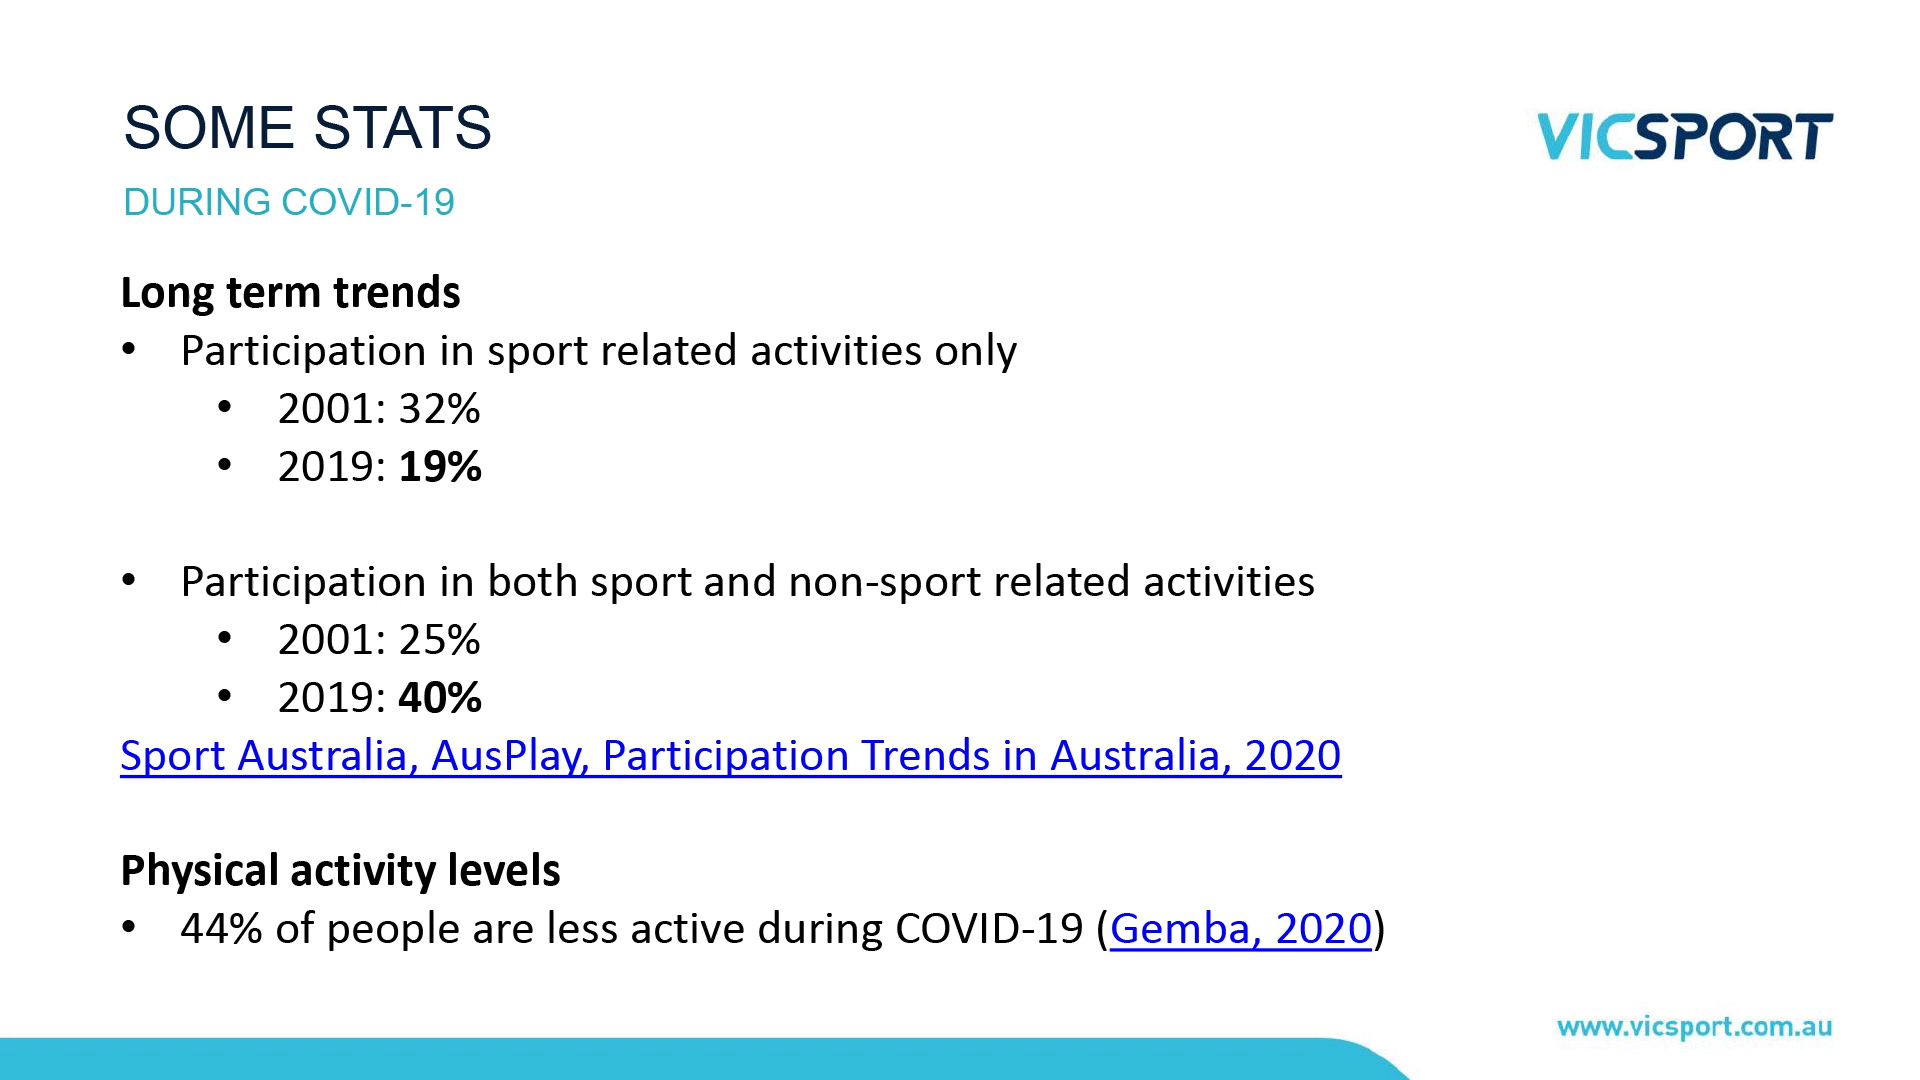 SOME STATS
VICSPORT
DURING COVID-19
Long term trends
• Participation in sport related activities only
• 2001: 32%
• 2019: 19%
• Participation in both sport and non-sport related activities
• 2001: 25%
• 2019: 40%
Sport Australia, AusPlay, Participation Trends in Australia, 2020
Physical activity levels
• 44% of people are less active during COVID-19 (Gemba, 2020)
www.vicsport.com.au